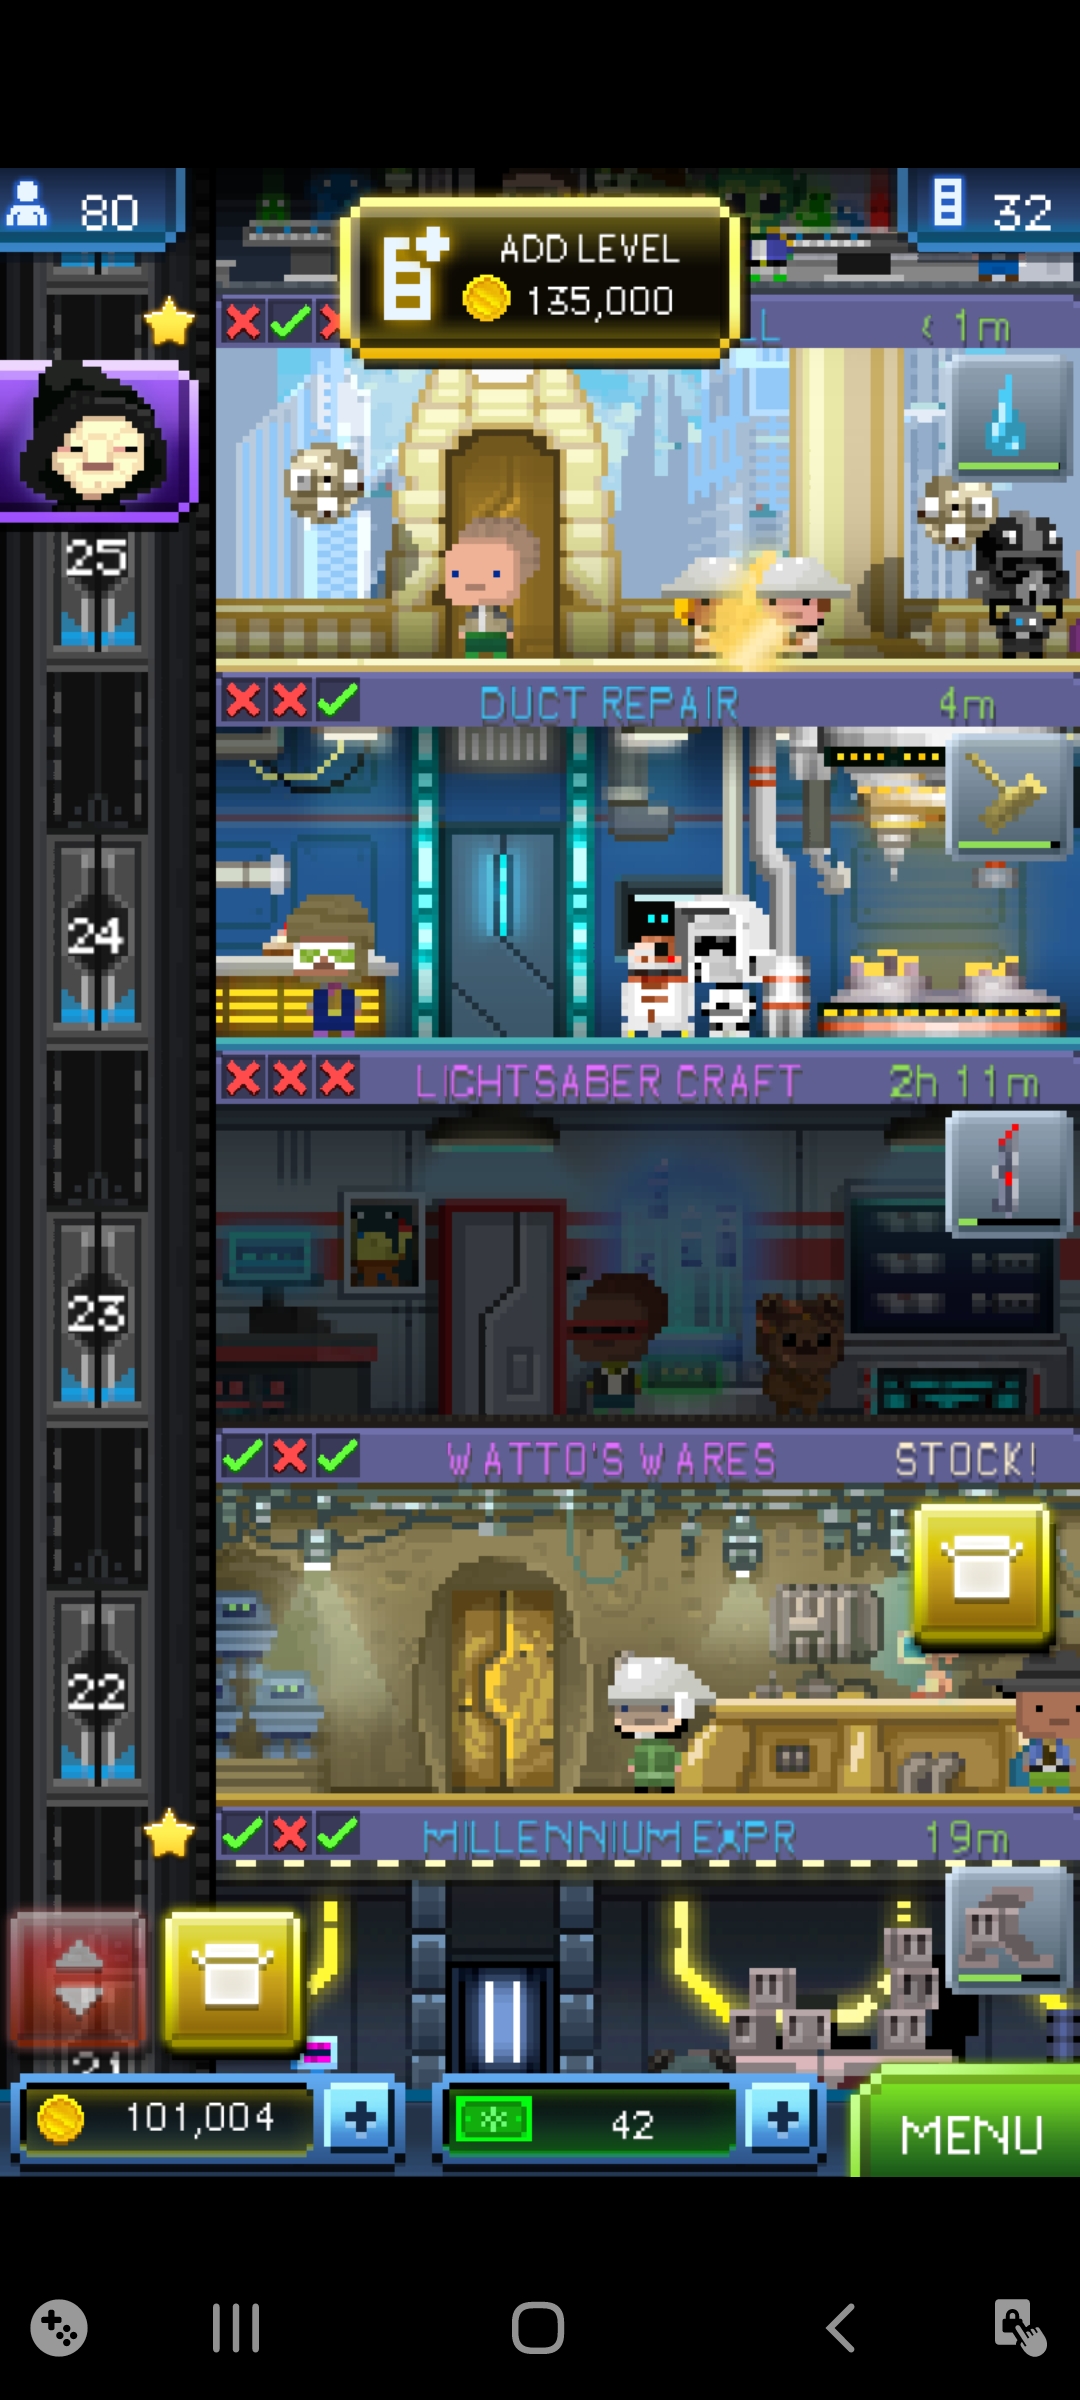 80
ADD LEVEL
135,000
32
L
< 1m
25
DUCT REPAIR
4m
24
LIGHTSABER CRAFT
2h 11m
23
WATTO'S WARES
STOCK!
22
MILLENNIUM EXPR
19m
21
101,004
+
42
+
MENU